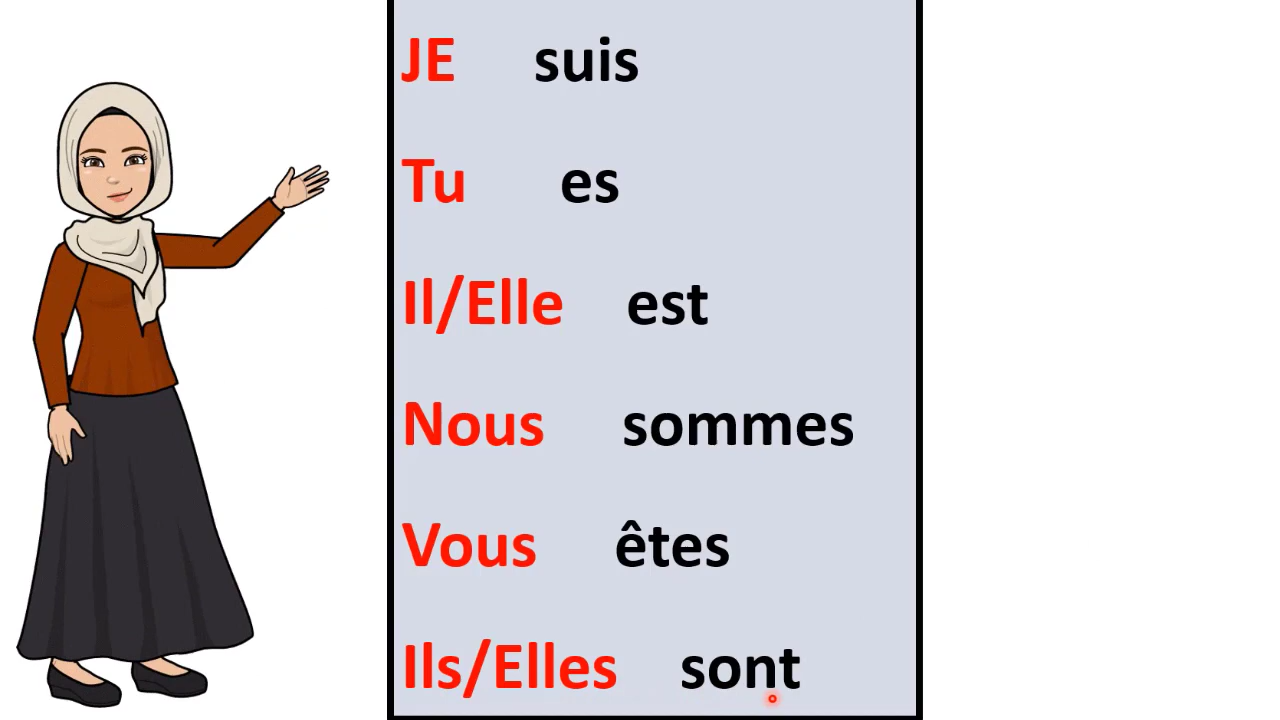 JE suis
Tu es
Il/Elle est
Nous sommes
Vous êtes
Ils/Elles sont